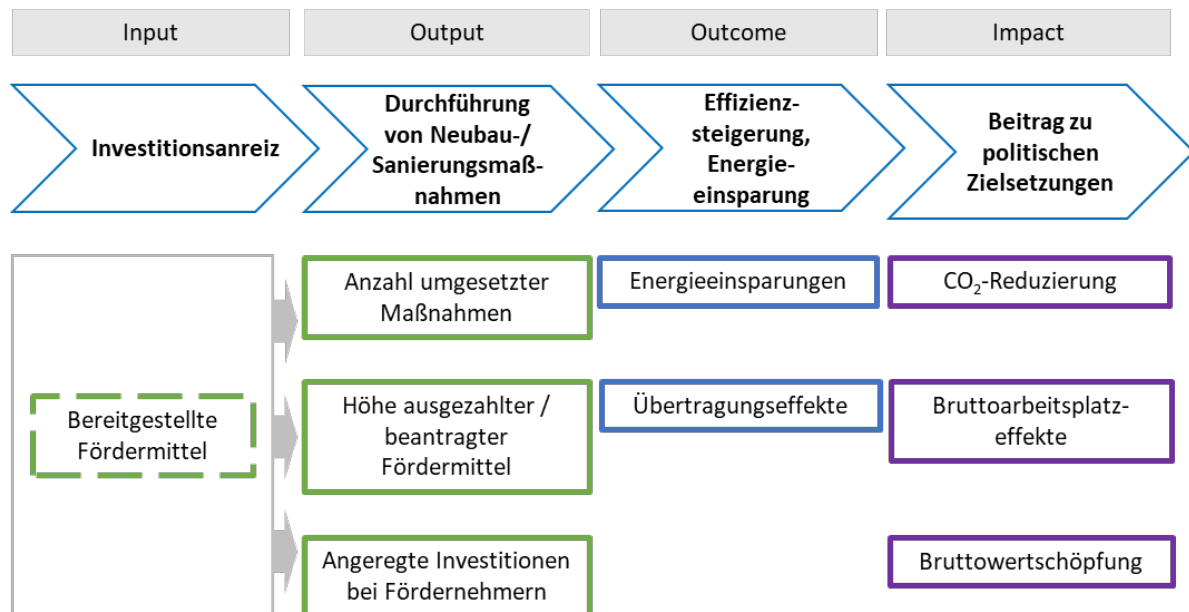 Input
Output
Outcome
Impact
Investitionsanreiz
Durchführung
von Neubau-/
Sanierungsmaß-
nahmen
Effizienz-
steigerung,
Energie-
einsparung
Beitrag zu
politischen
Zielsetzungen
Bereitgestellte
Fördermittel
Anzahl umgesetzter
Maßnahmen
Energieeinsparungen
CO₂-Reduzierung
Höhe ausgezahlter /
beantragter
Fördermittel
Übertragungseffekte
Bruttoarbeitsplatz-
effekte
Angeregte Investitionen
bei Fördernehmern
Bruttowertschöpfung